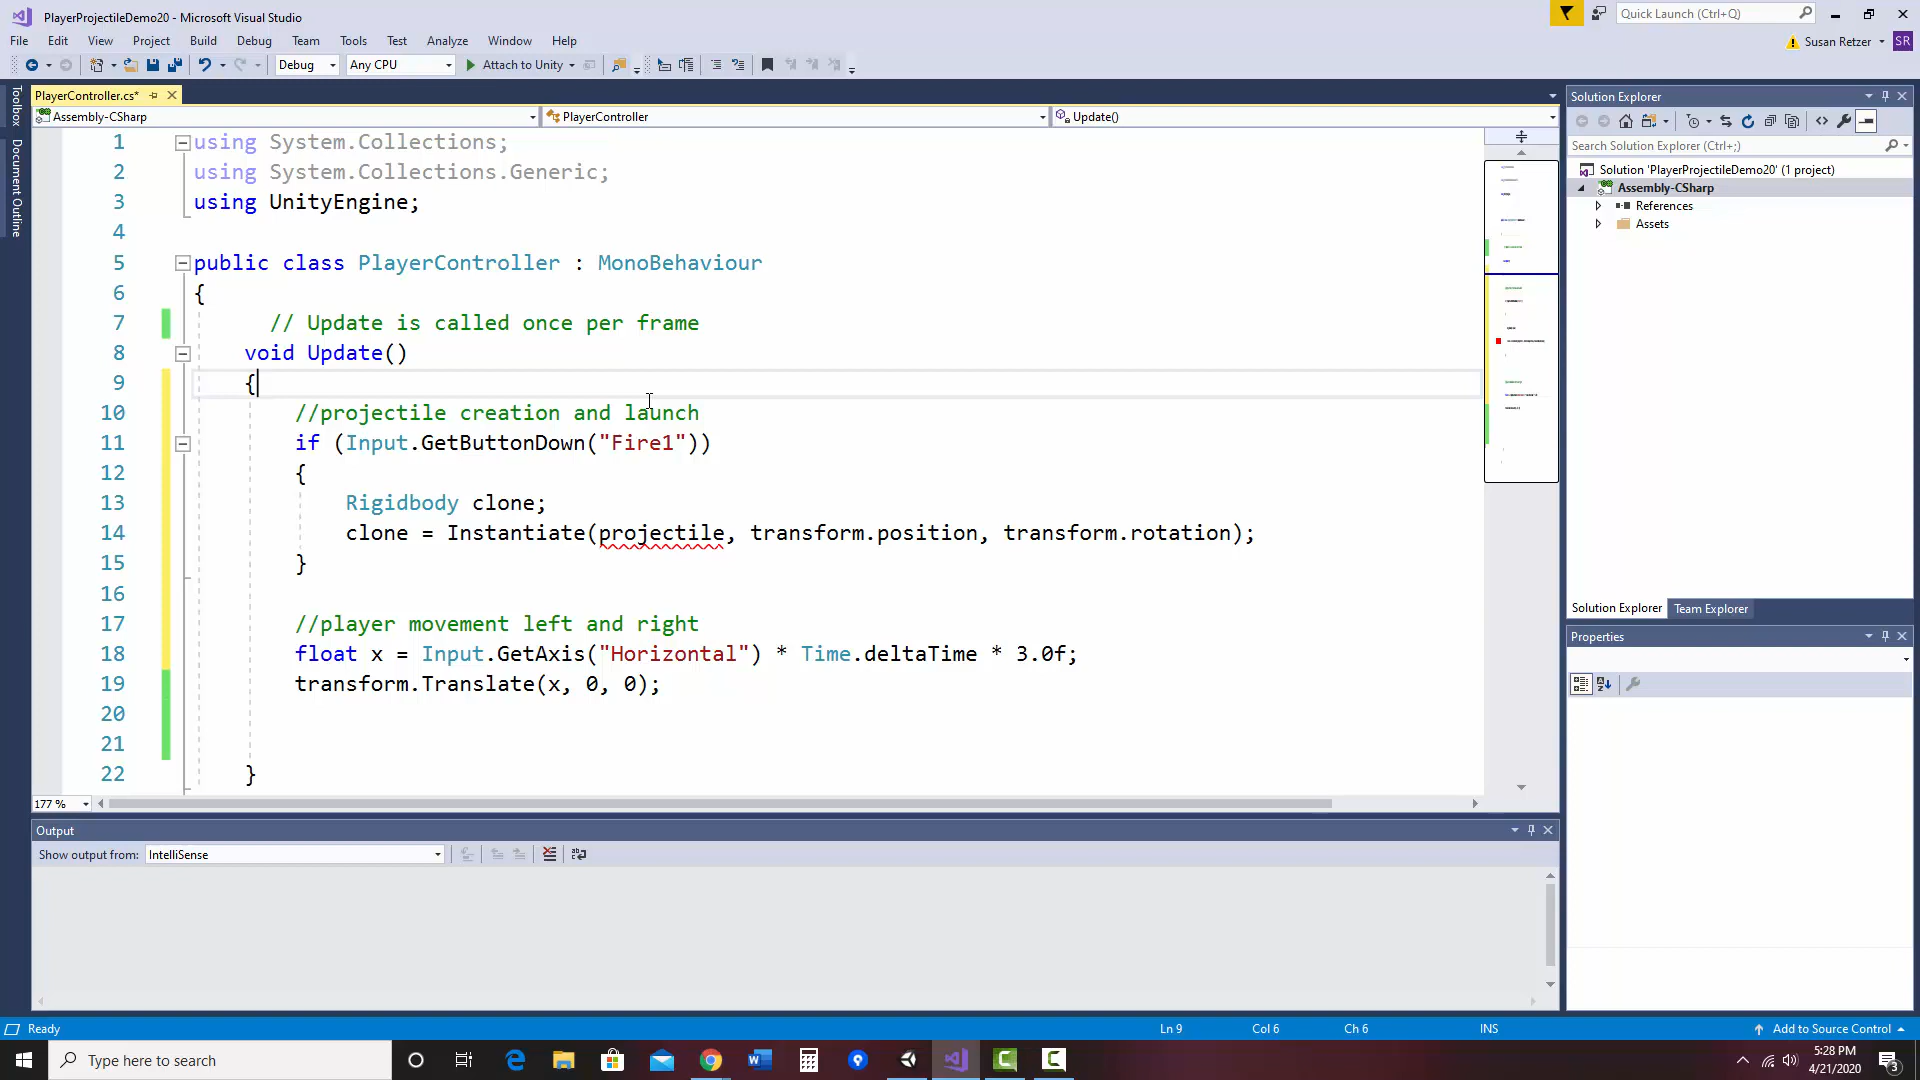 PlayerProjectileDemo20 - Microsoft Visual Studio
Quick Launch (Ctrl+Q)
File Edit View Project Build Debug Team Tools Test Analyze Window Help
Susan Retzer SR
Debug Any CPU Attach to Unity
Toolbox
Document Outline
PlayerController.cs*
Assembly-CSharp PlayerController Update()
1 using System.Collections;
2 using System.Collections.Generic;
3 using UnityEngine;
4
5 public class PlayerController : MonoBehaviour
6 {
7 // Update is called once per frame
8 void Update()
9 {
10 //projectile creation and launch
11 if (Input.GetButtonDown("Fire1"))
12 {
13 Rigidbody clone;
14 clone = Instantiate(projectile, transform.position, transform.rotation);
15 }
16
17 //player movement left and right
18 float x = Input.GetAxis("Horizontal") * Time.deltaTime * 3.0f;
19 transform.Translate(x, 0, 0);
20
21
22 }
177 %
Output
Show output from: IntelliSense
Solution Explorer
Search Solution Explorer (Ctrl+;)
Solution 'PlayerProjectileDemo20' (1 project)
Assembly-CSharp
References
Assets
Solution Explorer Team Explorer
Properties
Ready Ln 9 Col 6 Ch 6 INS Add to Source Control
Type here to search
5:28 PM
4/21/2020
3